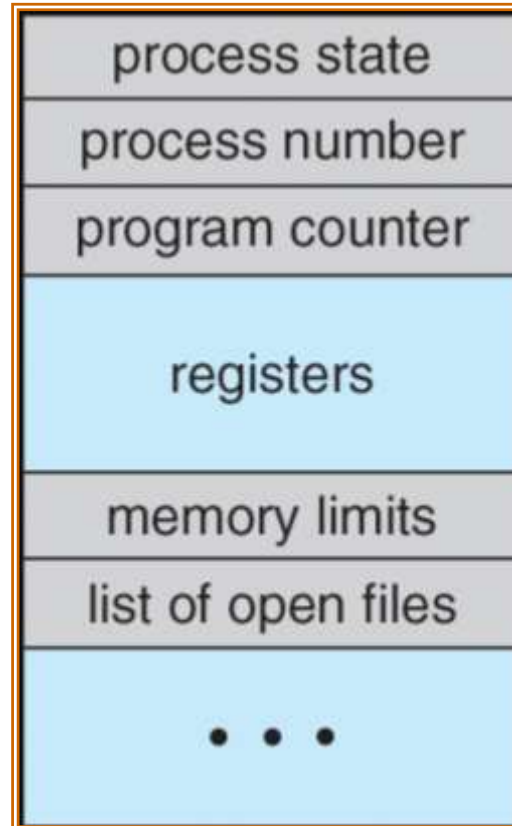 process state
process number
program counter
registers
memory limits
list of open files
• • •